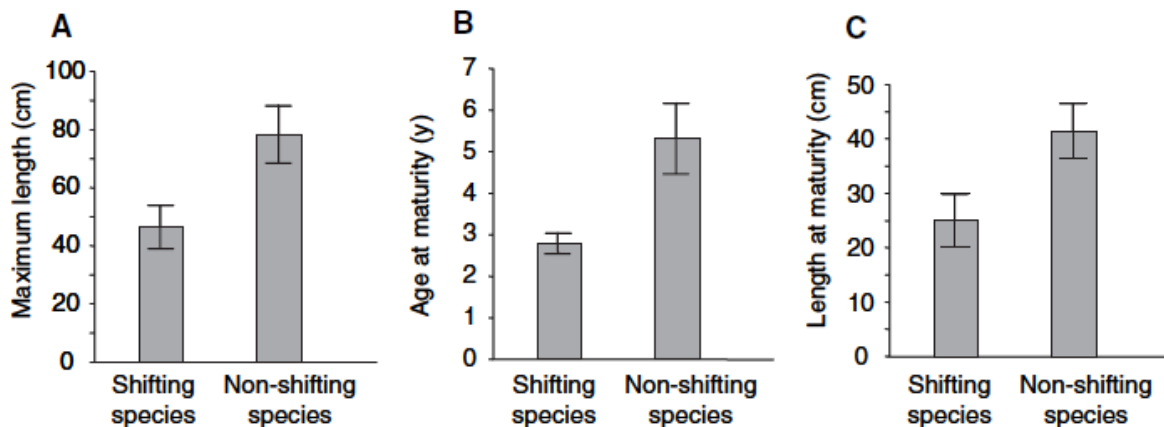 A
Maximum length (cm)
100
80
60
40
20
0
Shifting
species
Non-shifting
species
B
Age at maturity (y)
7
6
5
4
3
2
1
0
Shifting
species
Non-shifting
species
C
Length at maturity (cm)
50
40
30
20
10
0
Shifting
species
Non-shifting
species